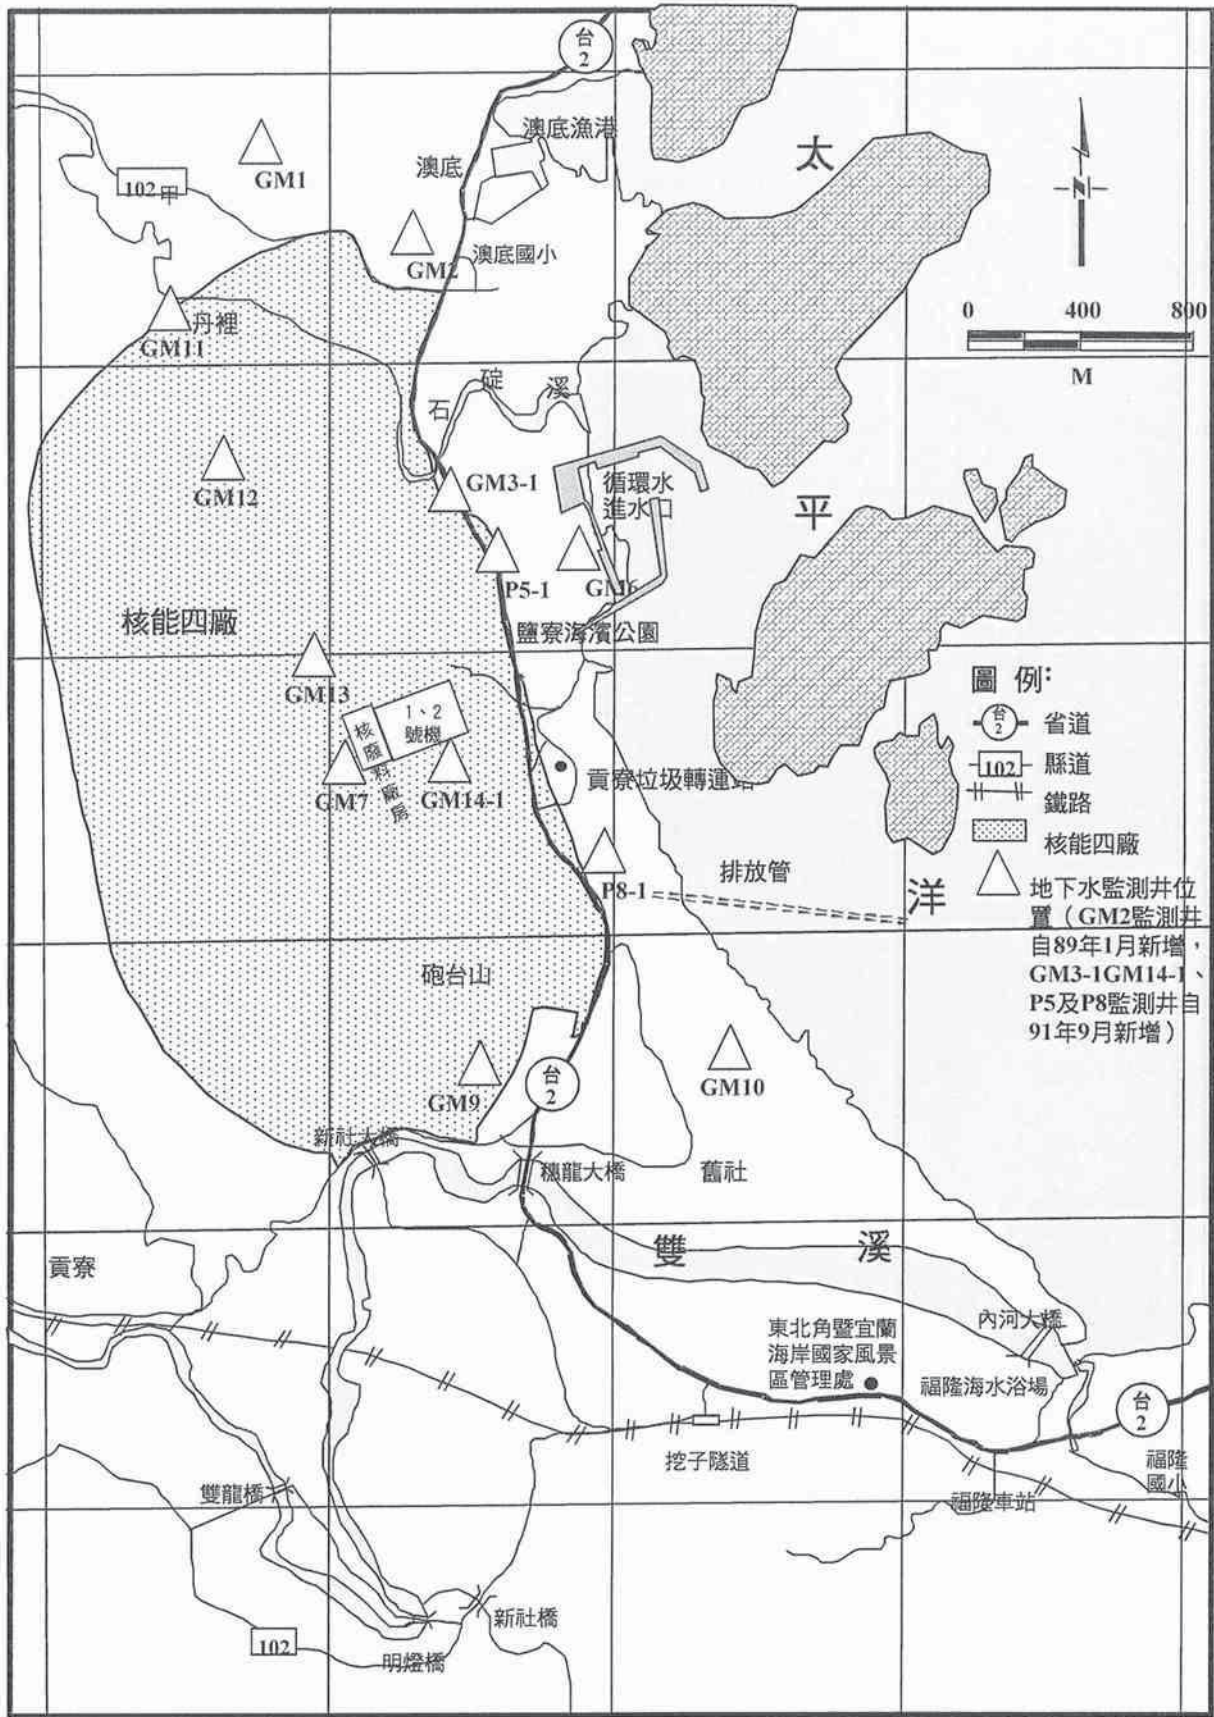 台
2
澳底漁港
太
澳底
GM1
102甲
N
澳底國小
GM2
0 400 800
M
丹裡
GM11
石 碇 溪
GM3-1
循環水
進水口
平
GM12
P5-1
GM6
核能四廠
鹽寮海濱公園
GM13
1、2
號機
核廢料廠房
GM7
GM14-1
貢寮垃圾轉運站
圖 例:
台
2
省道
102
縣道
鐵路
核能四廠
地下水監測井位
置（GM2監測井
自89年1月新增，
GM3-1GM14-1、
P5及P8監測井自
91年9月新增）
P8-1
排放管
洋
砲台山
GM9
台
2
GM10
新社大橋
穗龍大橋
舊社
雙 溪
貢寮
內河大橋
東北角暨宜蘭
海岸國家風景
區管理處
福隆海水浴場
台
2
挖子隧道
福隆
國小
雙龍橋
福隆車站
新社橋
102
明燈橋